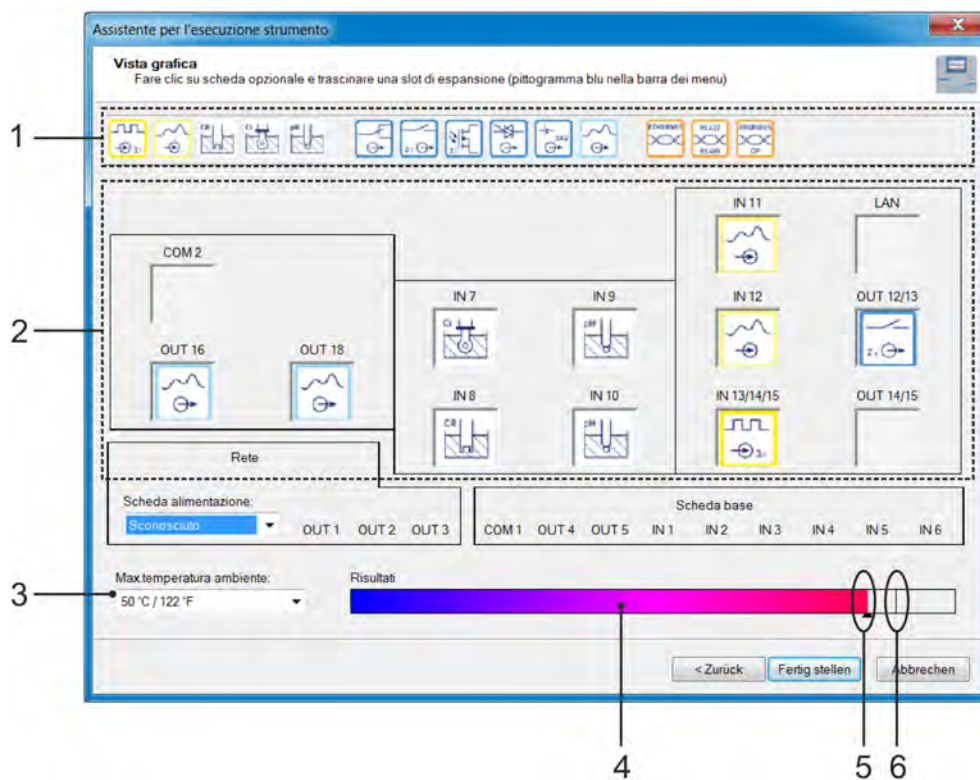 Assistente per l'esecuzione strumento
Vista grafica
Fare clic su scheda opzionale e trascinare una slot di espansione (pittogramma blu nella barra dei menu)
1
2
3
4
5 6
IN 11 LAN
COM 2
IN 7 IN 9 IN 12 OUT 12/13
OUT 16 OUT 18
IN 8 IN 10 IN 13/14/15 OUT 14/15
Rete
Scheda alimentazione:
Sconosciuto
OUT 1 OUT 2 OUT 3
Scheda base
COM 1 OUT 4 OUT 5 IN 1 IN 2 IN 3 IN 4 IN 5 IN 6
Max.temperatura ambiente:
50 °C / 122 °F
Risultati
< Zurück Fertig stellen Abbrechen